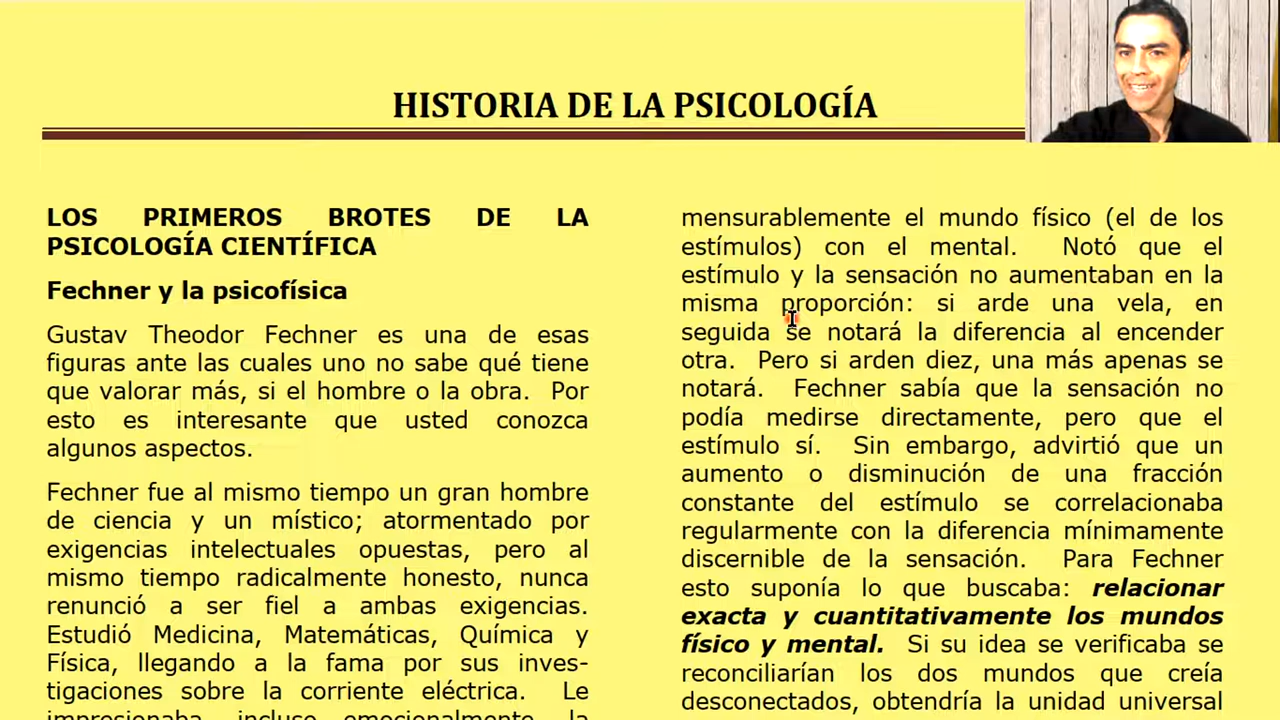 HISTORIA DE LA PSICOLOGÍA
LOS PRIMEROS BROTES DE LA
PSICOLOGÍA CIENTÍFICA
Fechner y la psicofísica
Gustav Theodor Fechner es una de esas
figuras ante las cuales uno no sabe qué tiene
que valorar más, si el hombre o la obra. Por
esto es interesante que usted conozca
algunos aspectos.
Fechner fue al mismo tiempo un gran hombre
de ciencia y un místico; atormentado por
exigencias intelectuales opuestas, pero al
mismo tiempo radicalmente honesto, nunca
renunció a ser fiel a ambas exigencias.
Estudió Medicina, Matemáticas, Química y
Física, llegando a la fama por sus inves-
tigaciones sobre la corriente eléctrica. Le
impresionaba, incluso emocionalmente, la
mensurablemente el mundo físico (el de los
estímulos) con el mental. Notó que el
estímulo y la sensación no aumentaban en la
misma proporción: si arde una vela, en
seguida se notará la diferencia al encender
otra. Pero si arden diez, una más apenas se
notará. Fechner sabía que la sensación no
podía medirse directamente, pero que el
estímulo sí. Sin embargo, advirtió que un
aumento o disminución de una fracción
constante del estímulo se correlacionaba
regularmente con la diferencia mínimamente
discernible de la sensación. Para Fechner
esto suponía lo que buscaba: relacionar
exacta y cuantitativamente los mundos
físico y mental. Si su idea se verificaba se
reconciliarían los dos mundos que creía
desconectados, obtendría la unidad universal